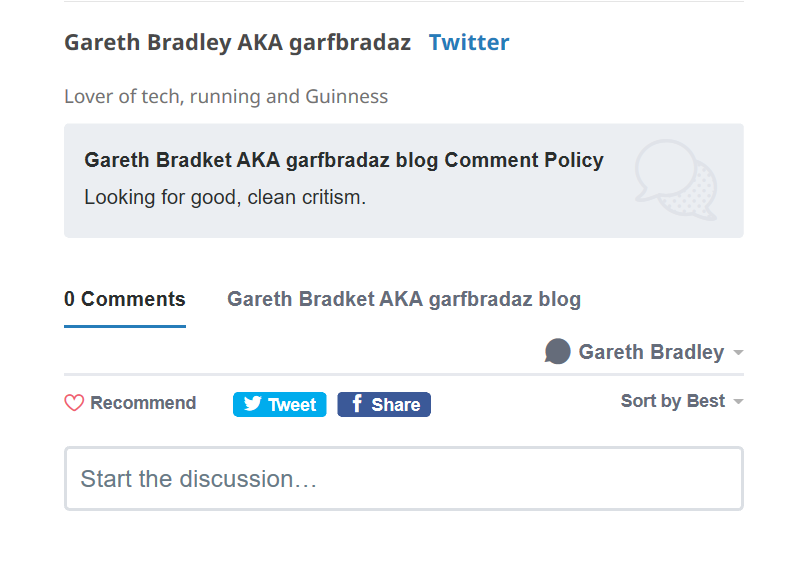 Gareth Bradley AKA garfbradaz Twitter
Lover of tech, running and Guinness
Gareth Bradket AKA garfbradaz blog Comment Policy
Looking for good, clean critism.
0 Comments Gareth Bradket AKA garfbradaz blog
Gareth Bradley
Recommend Tweet f Share Sort by Best
Start the discussion…